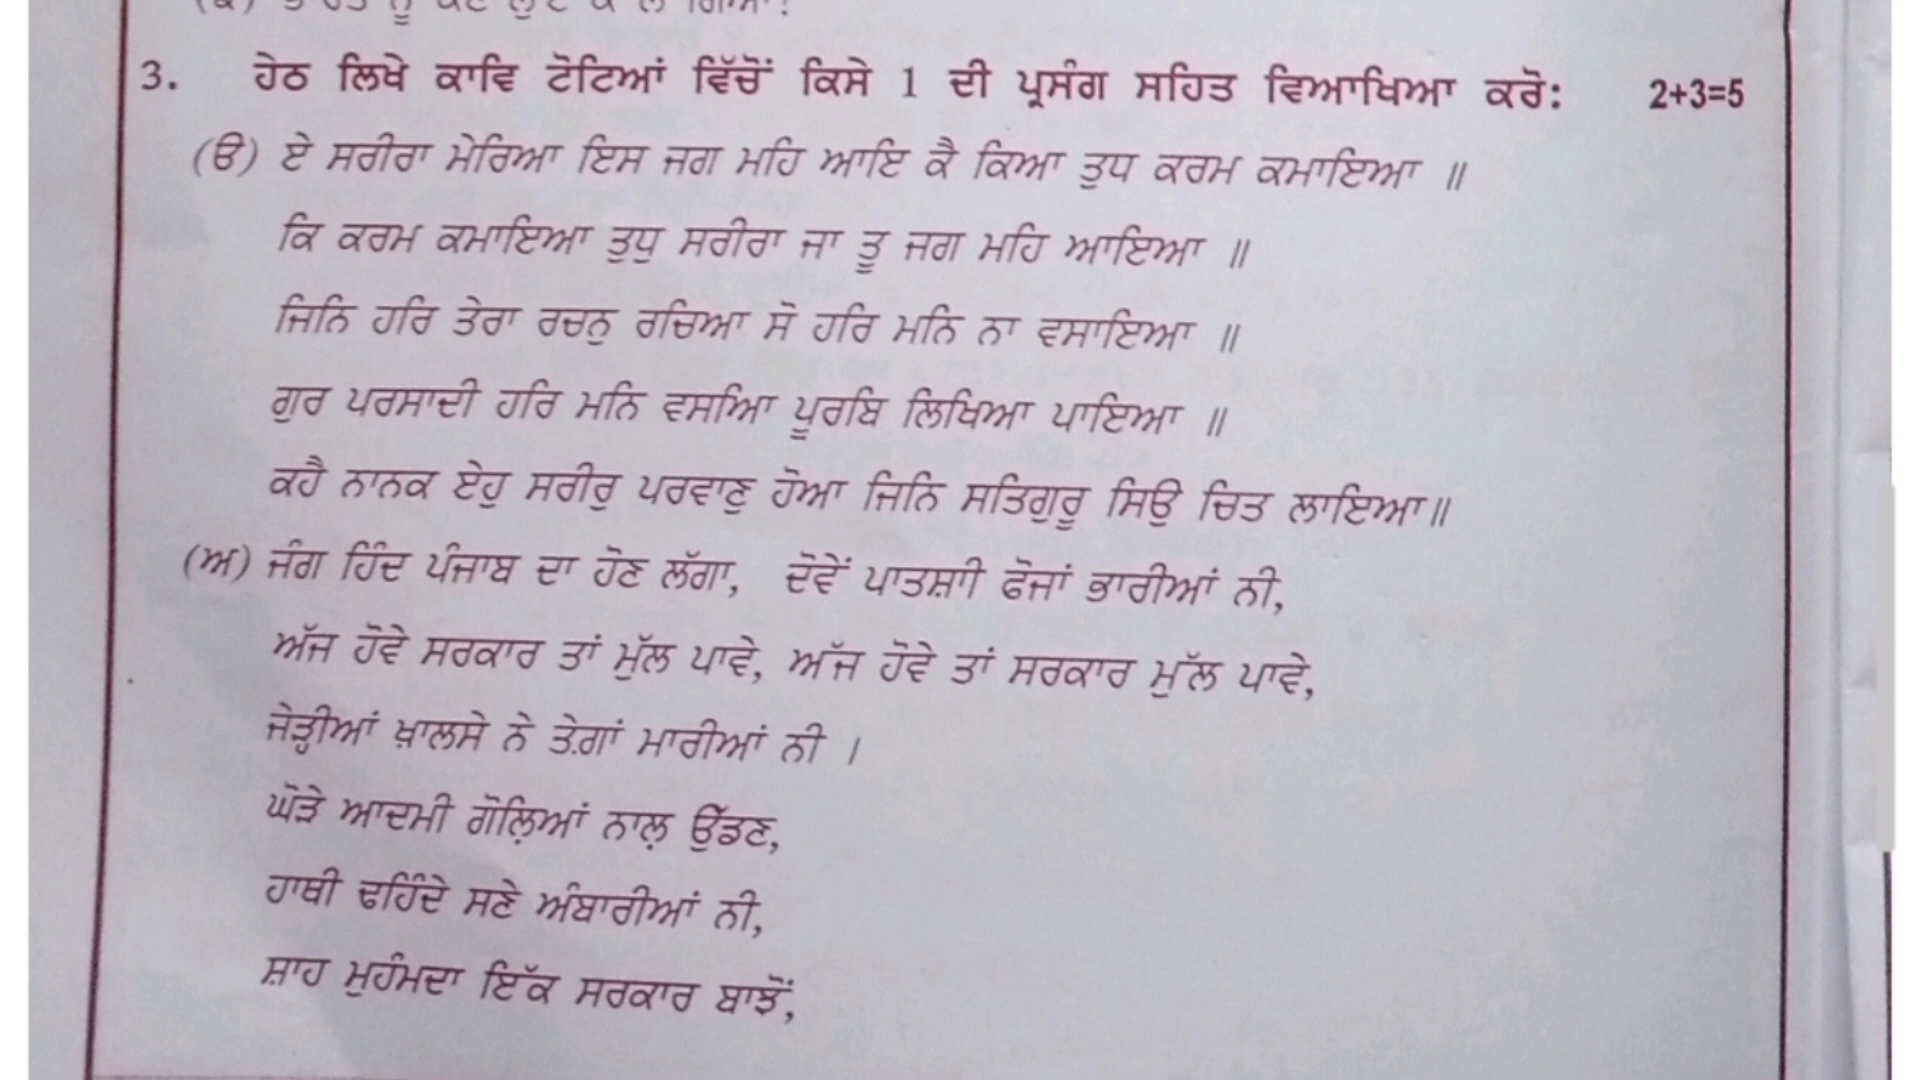 3. ਹੇਠ ਲਿਖੇ ਕਾਵਿ ਟੋਟਿਆਂ ਵਿੱਚੋਂ ਕਿਸੇ 1 ਦੀ ਪ੍ਰਸੰਗ ਸਹਿਤ ਵਿਆਖਿਆ ਕਰੋ: 2+3=5
(ੳ) ਏ ਸਰੀਰਾ ਮੇਰਿਆ ਇਸ ਜਗ ਮਹਿ ਆਇ ਕੈ ਕਿਆ ਤੁਧ ਕਰਮ ਕਮਾਇਆ ॥
ਕਿ ਕਰਮ ਕਮਾਇਆ ਤੁਧੁ ਸਰੀਰਾ ਜਾ ਤੂ ਜਗ ਮਹਿ ਆਇਆ ॥
ਜਿਨਿ ਹਰਿ ਤੇਰਾ ਰਚਨੁ ਰਚਿਆ ਸੋ ਹਰਿ ਮਨਿ ਨਾ ਵਸਾਇਆ ॥
ਗੁਰ ਪਰਸਾਦੀ ਹਰਿ ਮਨਿ ਵਸਿਆ ਪੂਰਬਿ ਲਿਖਿਆ ਪਾਇਆ ॥
ਕਹੈ ਨਾਨਕ ਏਹੁ ਸਰੀਰੁ ਪਰਵਾਣੁ ਹੋਆ ਜਿਨਿ ਸਤਿਗੁਰੂ ਸਿਉ ਚਿਤ ਲਾਇਆ॥
(ਅ) ਜੰਗ ਹਿੰਦ ਪੰਜਾਬ ਦਾ ਹੋਣ ਲੱਗਾ, ਦੋਵੇਂ ਪਾਤਸ਼ਾੀ ਫੋਜਾਂ ਭਾਰੀਆਂ ਨੀ,
ਅੱਜ ਹੋਵੇ ਸਰਕਾਰ ਤਾਂ ਮੁੱਲ ਪਾਵੇ, ਅੱਜ ਹੋਵੇ ਤਾਂ ਸਰਕਾਰ ਮੁੱਲ ਪਾਵੇ,
ਜੇੜ੍ਹੀਆਂ ਖ਼ਾਲਸੇ ਨੇ ਤੇਗ਼ਾਂ ਮਾਰੀਆਂ ਨੀ ।
ਘੋੜੇ ਆਦਮੀ ਗੋਲ਼ਿਆਂ ਨਾਲ਼ ਉੱਡਣ,
ਹਾਥੀ ਢਹਿੰਦੇ ਸਣੇ ਅੰਬਾਰੀਆਂ ਨੀ,
ਸ਼ਾਹ ਮੁਹੰਮਦਾ ਇੱਕ ਸਰਕਾਰ ਬਾਝੋਂ,